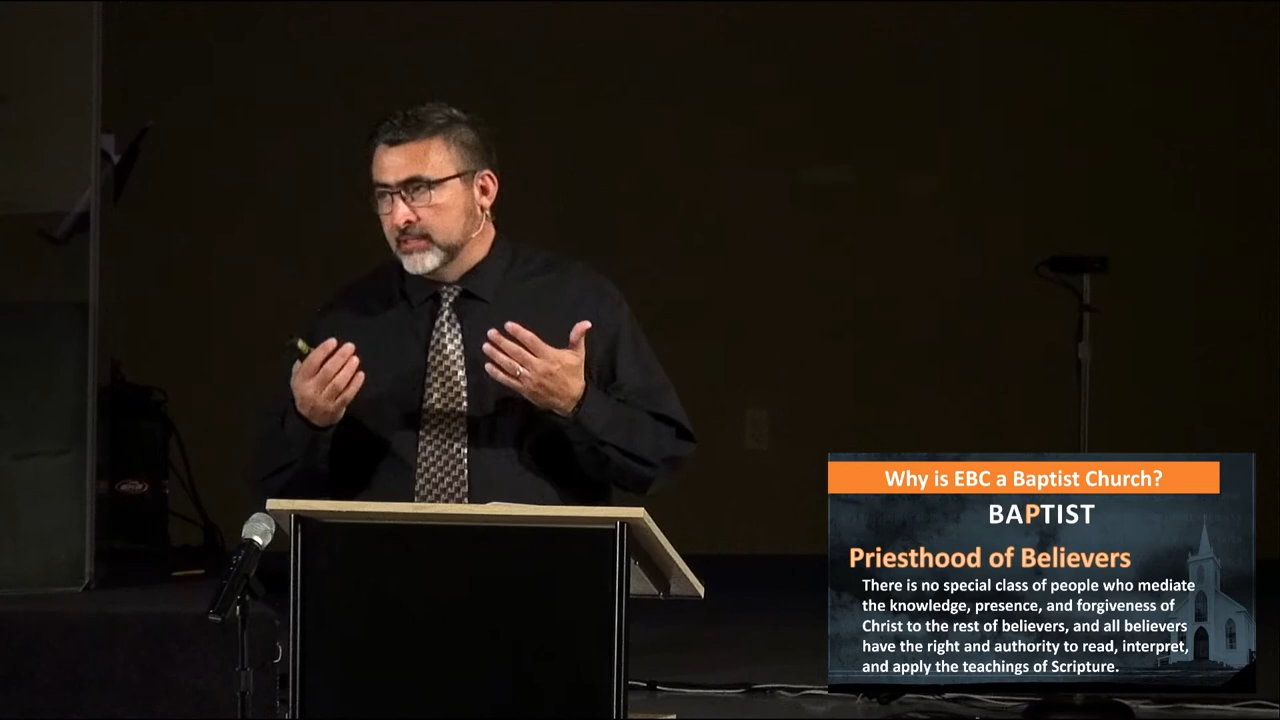 Why is EBC a Baptist Church?
BAPTIST
Priesthood of Believers
There is no special class of people who mediate
the knowledge, presence, and forgiveness of
Christ to the rest of believers, and all believers
have the right and authority to read, interpret,
and apply the teachings of Scripture.